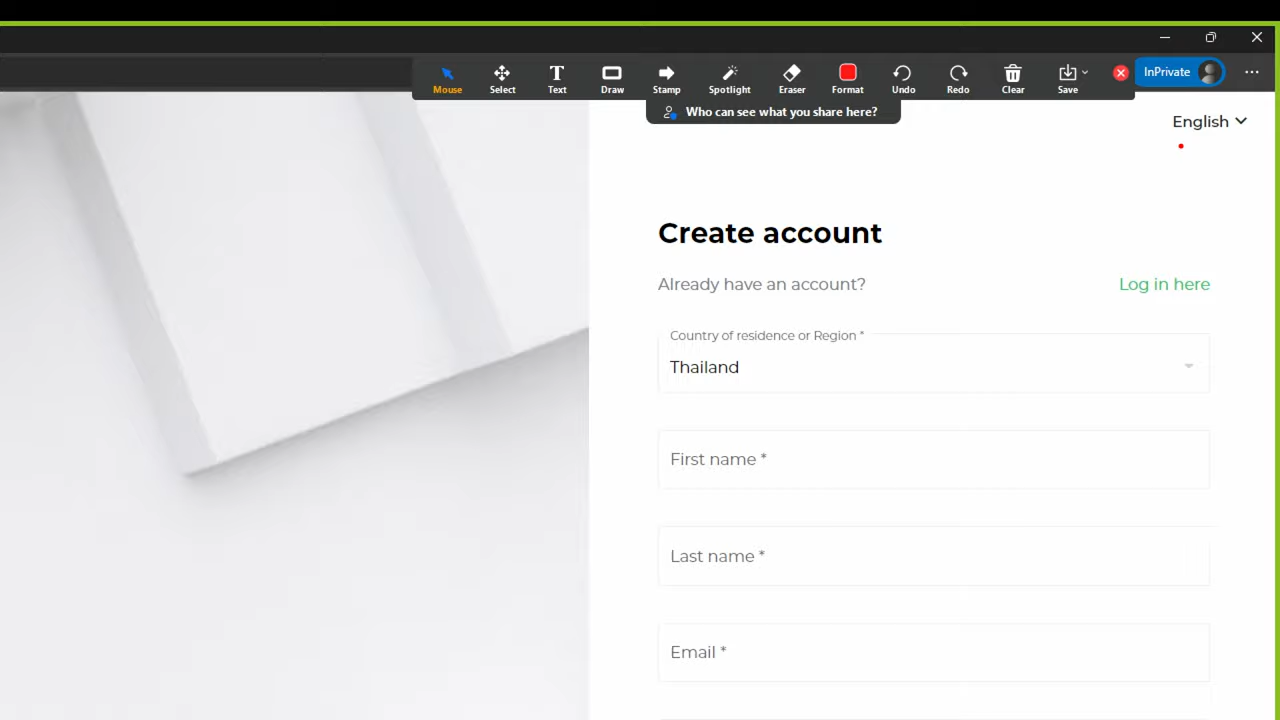 Mouse Select Text Draw Stamp Spotlight Eraser Format Undo Redo Clear Save InPrivate
Who can see what you share here?
English
Create account
Already have an account? Log in here
Country of residence or Region *
Thailand
First name *
Last name *
Email *